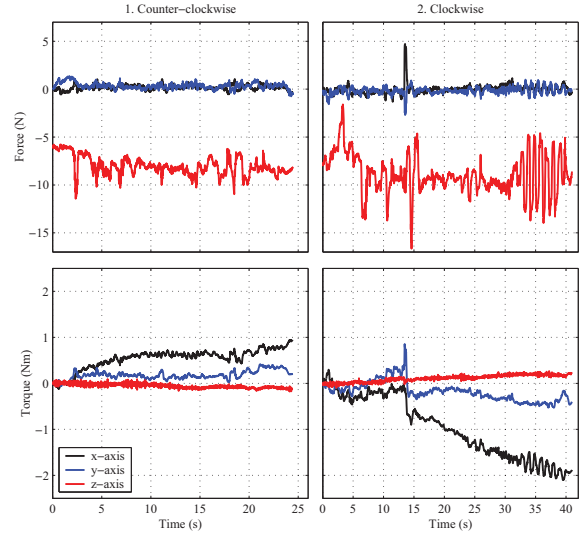 1. Counter−clockwise
2. Clockwise
5
0
−5
−10
−15
Force (N)
2
1
0
−1
−2
Torque (Nm)
x−axis
y−axis
z−axis
0 5 10 15 20 25
0 5 10 15 20 25 30 35 40
Time (s)
Time (s)